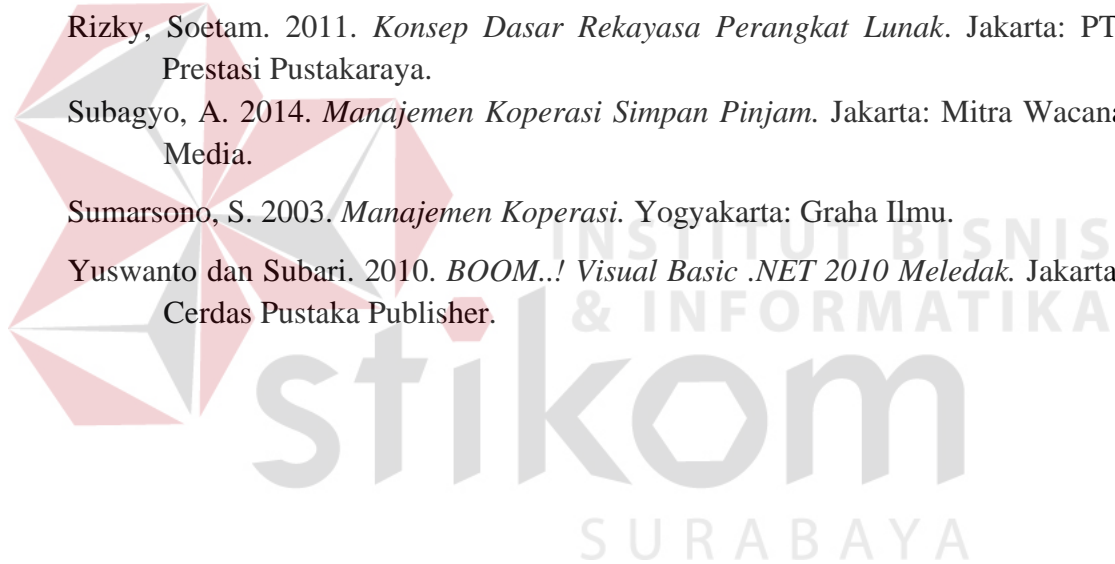 Rizky, Soetam. 2011. Konsep Dasar Rekayasa Perangkat Lunak. Jakarta: PT.
Prestasi Pustakaraya.
Subagyo, A. 2014. Manajemen Koperasi Simpan Pinjam. Jakarta: Mitra Wacana
Media.
Sumarsono, S. 2003. Manajemen Koperasi. Yogyakarta: Graha Ilmu.
Yuswanto dan Subari. 2010. BOOM..! Visual Basic .NET 2010 Meledak. Jakarta
Cerdas Pustaka Publisher.
INSTITUT BISNIS
& INFORMATIKA
stikom
SURABAYA